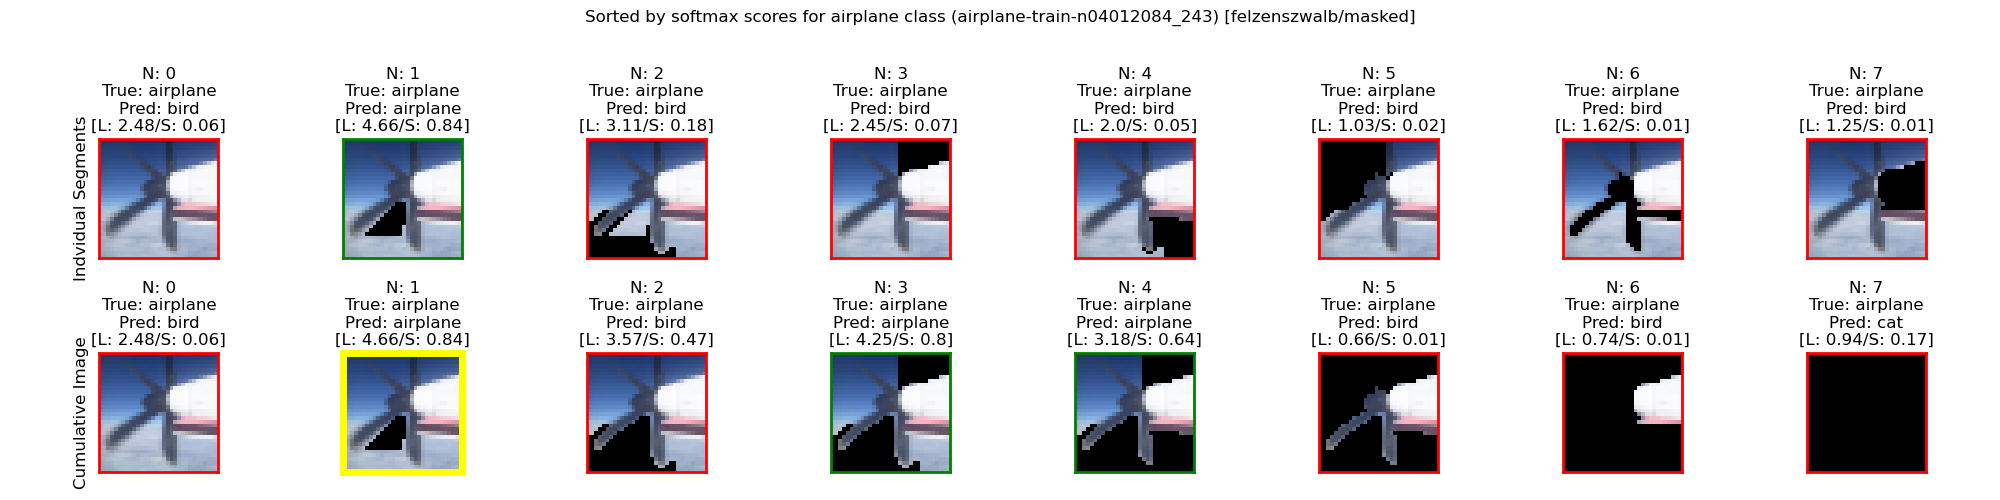 Sorted by softmax scores for airplane class (airplane-train-n04012084_243) [felzenszwalb/masked]
Indvidual Segments
N: 0
True: airplane
Pred: bird
[L: 2.48/S: 0.06]
N: 1
True: airplane
Pred: airplane
[L: 4.66/S: 0.84]
N: 2
True: airplane
Pred: bird
[L: 3.11/S: 0.18]
N: 3
True: airplane
Pred: bird
[L: 2.45/S: 0.07]
N: 4
True: airplane
Pred: bird
[L: 2.0/S: 0.05]
N: 5
True: airplane
Pred: bird
[L: 1.03/S: 0.02]
N: 6
True: airplane
Pred: bird
[L: 1.62/S: 0.01]
N: 7
True: airplane
Pred: bird
[L: 1.25/S: 0.01]
Cumulative Image
N: 0
True: airplane
Pred: bird
[L: 2.48/S: 0.06]
N: 1
True: airplane
Pred: airplane
[L: 4.66/S: 0.84]
N: 2
True: airplane
Pred: bird
[L: 3.57/S: 0.47]
N: 3
True: airplane
Pred: airplane
[L: 4.25/S: 0.8]
N: 4
True: airplane
Pred: airplane
[L: 3.18/S: 0.64]
N: 5
True: airplane
Pred: bird
[L: 0.66/S: 0.01]
N: 6
True: airplane
Pred: bird
[L: 0.74/S: 0.01]
N: 7
True: airplane
Pred: cat
[L: 0.94/S: 0.17]